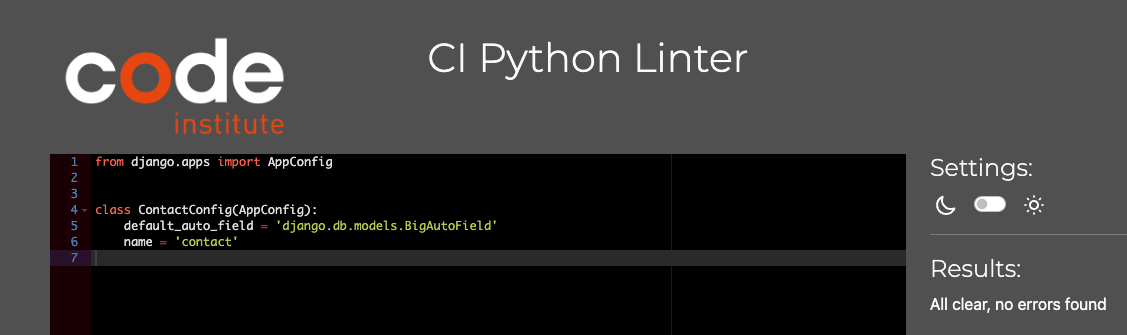 code
institute
CI Python Linter
1 from django.apps import AppConfig
2
3
4 class ContactConfig(AppConfig):
5     default_auto_field = 'django.db.models.BigAutoField'
6     name = 'contact'
7
Settings:
Results:
All clear, no errors found